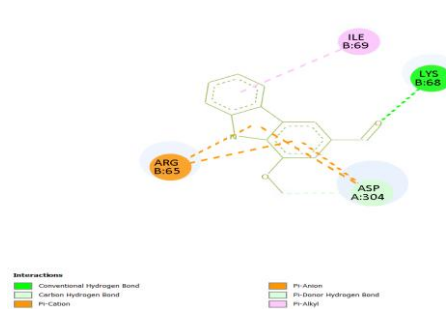 ILE
B:69
LYS
B:68
O
N
ARG
B:65
O
ASP
A:304
Interactions
Conventional Hydrogen Bond
Carbon Hydrogen Bond
Pi-Cation
Pi-Anion
Pi-Donor Hydrogen Bond
Pi-Alkyl